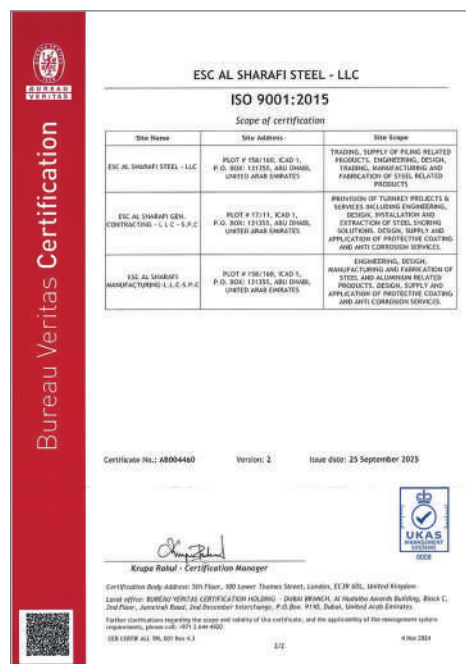 BUREAU
VERITAS
Bureau Veritas Certification
ESC AL SHARAFI STEEL - LLC
ISO 9001:2015
Scope of certification
Site Name
Site Address
Site Scope
ESC AL SHARAFI STEEL - LLC
PLOT # 158/160, ICAD 1,
P.O. BOX: 131355, ABU DHABI,
UNITED ARAB EMIRATES
TRADING, SUPPLY OF PILING RELATED
PRODUCTS. ENGINEERING, DESIGN,
TRADING, MANUFACTURING AND
FABRICATION OF STEEL RELATED
PRODUCTS
ESC AL SHARAFI GEN.
CONTRACTING - L L C - S.P.C
PLOT # 17/11, ICAD 1,
P.O. BOX: 131355, ABU DHABI,
UNITED ARAB EMIRATES
PROVISION OF TURNKEY PROJECTS &
SERVICES INCLUDING ENGINEERING,
DESIGN, INSTALLATION AND
EXTRACTION OF STEEL SHORING
SOLUTIONS. DESIGN, SUPPLY AND
APPLICATION OF PROTECTIVE COATING
AND ANTI CORROSION SERVICES.
ESC AL SHARAFI
MANUFACTURING-L.L.C-S.P.C
PLOT # 158/160, ICAD 1,
P.O. BOX: 131355, ABU DHABI,
UNITED ARAB EMIRATES
ENGINEERING, DESIGN,
MANUFACTURING AND FABRICATION OF
STEEL AND ALUMINIUM RELATED
PRODUCTS. DESIGN, SUPPLY AND
APPLICATION OF PROTECTIVE COATING
AND ANTI CORROSION SERVICES.
Certificate No.: AB004460 Version: 2 Issue date: 25 September 2025
UKAS
MANAGEMENT
SYSTEMS
0008
Krupa Rahul - Certification Manager
Certification Body Address: 5th Floor, 100 Lower Thames Street, London, EC3R 6DL, United Kingdom
Local office: BUREAU VERITAS CERTIFICATION HOLDING - DUBAI BRANCH, Al Hudaiba Awards Building, Block C,
2nd Floor, Jumeirah Road, 2nd December Interchange, P.O.Box. 9140, Dubai, United Arab Emirates
Further clarifications regarding the scope and validity of this certificate, and the applicability of the management system
requirements, please call: +971 2 644 4920
CER CERTIF ALL TPL 001 Rev 4.3
2/2
4 Nov 2024